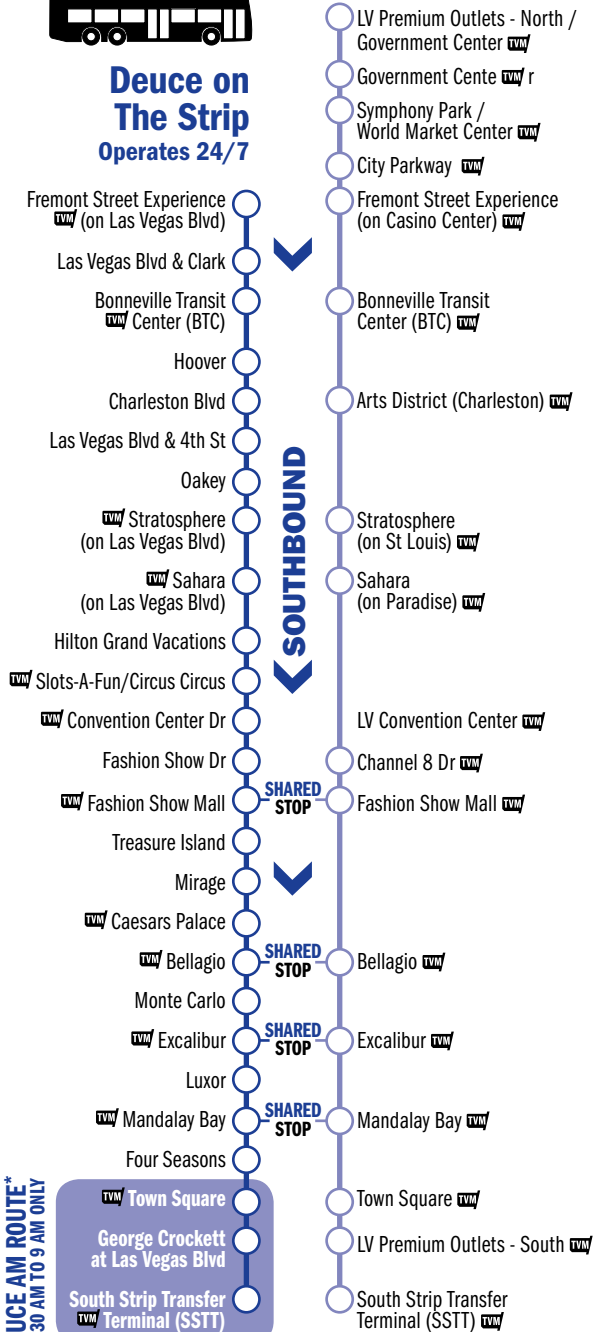 Deuce on
The Strip
Operates 24/7
Fremont Street Experience
TVM (on Las Vegas Blvd)
Las Vegas Blvd & Clark
Bonneville Transit
TVM Center (BTC)
Hoover
Charleston Blvd
Las Vegas Blvd & 4th St
Oakey
TVM Stratosphere
(on Las Vegas Blvd)
TVM Sahara
(on Las Vegas Blvd)
Hilton Grand Vacations
TVM Slots-A-Fun/Circus Circus
TVM Convention Center Dr
Fashion Show Dr
TVM Fashion Show Mall
Treasure Island
Mirage
TVM Caesars Palace
TVM Bellagio
Monte Carlo
TVM Excalibur
Luxor
TVM Mandalay Bay
Four Seasons
TVM Town Square
George Crockett
at Las Vegas Blvd
South Strip Transfer
TVM Terminal (SSTT)
UCE AM ROUTE*
30 AM TO 9 AM ONLY
SOUTHBOUND
SHARED
STOP
SHARED
STOP
SHARED
STOP
SHARED
STOP
LV Premium Outlets - North /
Government Center TVM
Government Cente TVM r
Symphony Park /
World Market Center TVM
City Parkway TVM
Fremont Street Experience
(on Casino Center) TVM
Bonneville Transit
Center (BTC) TVM
Arts District (Charleston) TVM
Stratosphere
(on St Louis) TVM
Sahara
(on Paradise) TVM
LV Convention Center TVM
Channel 8 Dr TVM
Fashion Show Mall TVM
Bellagio TVM
Excalibur TVM
Mandalay Bay TVM
Town Square TVM
LV Premium Outlets - South TVM
South Strip Transfer
Terminal (SSTT) TVM